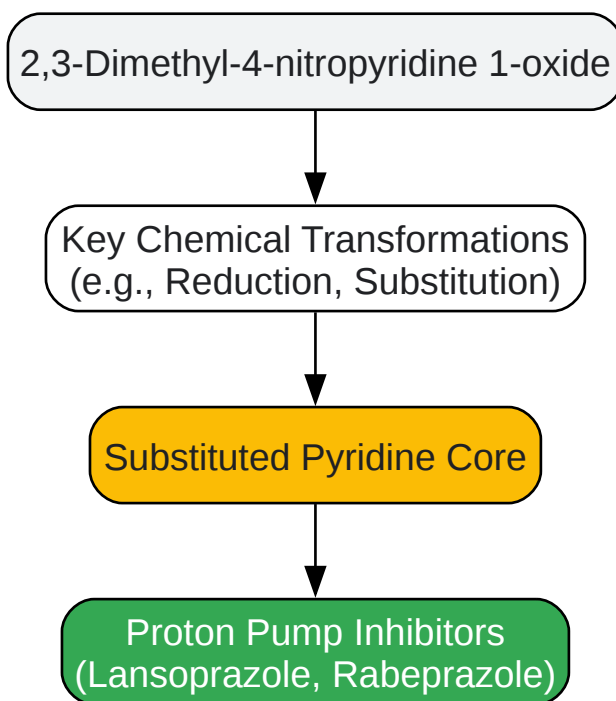 2,3-Dimethyl-4-nitropyridine 1-oxide
Key Chemical Transformations
(e.g., Reduction, Substitution)
Substituted Pyridine Core
Proton Pump Inhibitors
(Lansoprazole, Rabeprazole)